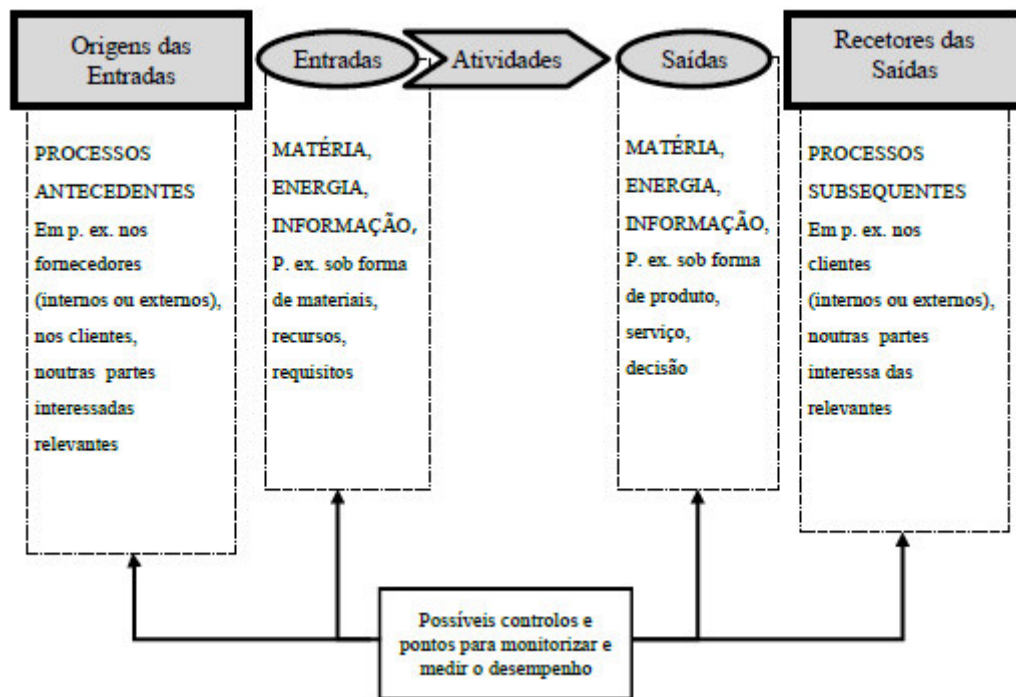 Origens das
Entradas
Entradas
Atividades
Saídas
Recetores das
Saídas
PROCESSOS
ANTECEDENTES
Em p. ex. nos
fornecedores
(internos ou externos),
nos clientes,
noutras partes
interessadas
relevantes
MATÉRIA,
ENERGIA,
INFORMAÇÃO,
P. ex. sob forma
de materiais,
recursos,
requisitos
MATÉRIA,
ENERGIA,
INFORMAÇÃO,
P. ex. sob forma
de produto,
serviço,
decisão
PROCESSOS
SUBSEQUENTES
Em p. ex. nos
clientes
(internos ou externos),
noutras partes
interessa das
relevantes
Possíveis controlos e
pontos para monitorizar e
medir o desempenho